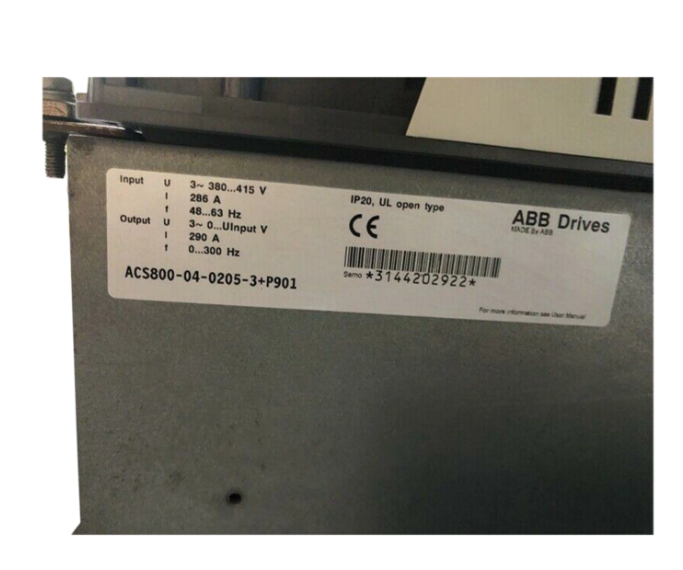 Input U 3~ 380...415 V
I 286 A
f 48...63 Hz
Output U 3~ 0...UInput V
I 290 A
f 0...300 Hz
ACS800-04-0205-3+P901
IP20, UL open type
CE
Serno *3144202922*
ABB Drives
MADE By ABB
For more information see User Manual